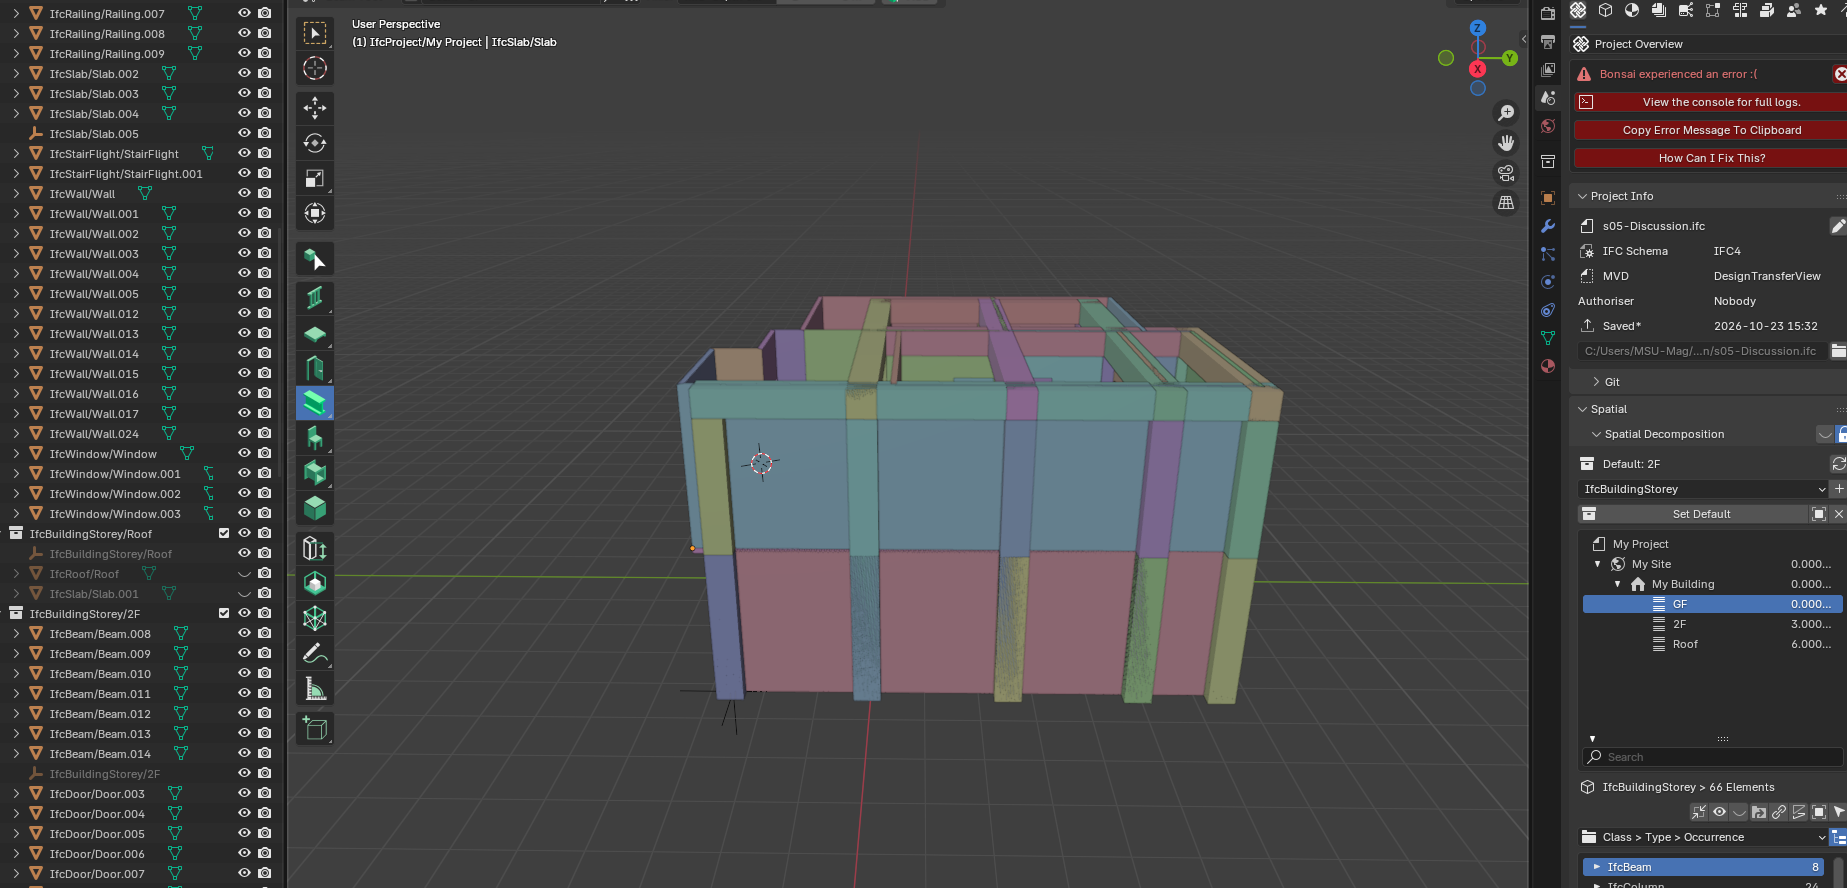 IfcRailing/Railing.007
IfcRailing/Railing.008
IfcRailing/Railing.009
IfcSlab/Slab.002
IfcSlab/Slab.003
IfcSlab/Slab.004
IfcSlab/Slab.005
IfcStairFlight/StairFlight
IfcStairFlight/StairFlight.001
IfcWall/Wall
IfcWall/Wall.001
IfcWall/Wall.002
IfcWall/Wall.003
IfcWall/Wall.004
IfcWall/Wall.005
IfcWall/Wall.012
IfcWall/Wall.013
IfcWall/Wall.014
IfcWall/Wall.015
IfcWall/Wall.016
IfcWall/Wall.017
IfcWall/Wall.024
IfcWindow/Window
IfcWindow/Window.001
IfcWindow/Window.002
IfcWindow/Window.003
IfcBuildingStorey/Roof
IfcBuildingStorey/Roof
IfcRoof/Roof
IfcSlab/Slab.001
IfcBuildingStorey/2F
IfcBeam/Beam.008
IfcBeam/Beam.009
IfcBeam/Beam.010
IfcBeam/Beam.011
IfcBeam/Beam.012
IfcBeam/Beam.013
IfcBeam/Beam.014
IfcBuildingStorey/2F
IfcDoor/Door.003
IfcDoor/Door.004
IfcDoor/Door.005
IfcDoor/Door.006
IfcDoor/Door.007
User Perspective
(1) IfcProject/My Project | IfcSlab/Slab
Z
Y
X
Project Overview
Bonsai experienced an error :(
View the console for full logs.
Copy Error Message To Clipboard
How Can I Fix This?
Project Info
s05-Discussion.ifc
IFC Schema IFC4
MVD DesignTransferView
Authoriser Nobody
Saved* 2026-10-23 15:32
C:/Users/MSU-Mag/...n/s05-Discussion.ifc
Git
Spatial
Spatial Decomposition
Default: 2F
IfcBuildingStorey
Set Default
My Project
My Site 0.000...
My Building 0.000...
GF 0.000...
2F 3.000...
Roof 6.000...
Search
IfcBuildingStorey > 66 Elements
Class > Type > Occurrence
IfcBeam 8
IfcColumn 24